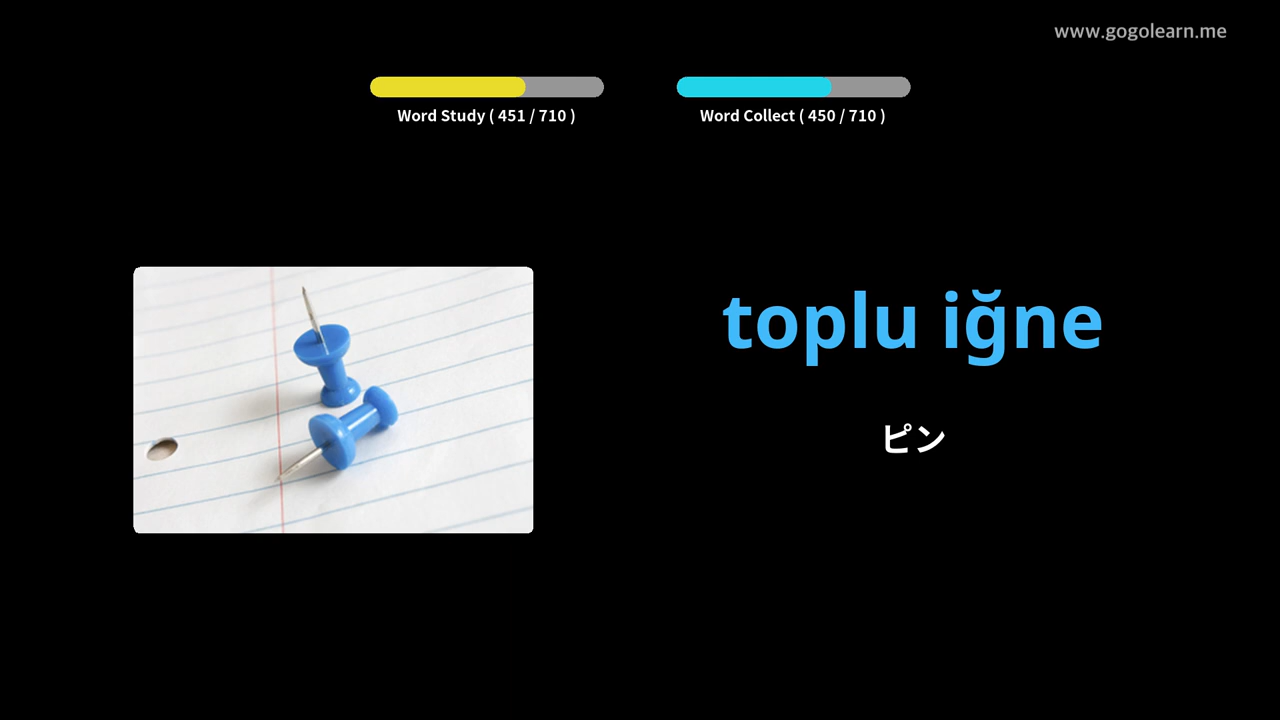 www.gogolearn.me
Word Study ( 451 / 710 )
Word Collect ( 450 / 710 )
toplu iğne
ピン